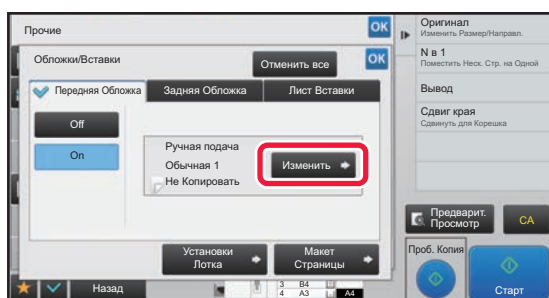 Прочие
OK
Обложки/Вставки
Отменить все
OK
Передняя Обложка
Задняя Обложка
Лист Вставки
Off
On
Ручная подача
Обычная 1
Не Копировать
Изменить
Установки
Лотка
Макет
Страницы
Назад
3 B4
4 A3
A4
Оригинал
Изменить Размер/Направл.
N в 1
Поместить Неск. Стр. на Одной
Вывод
Сдвиг края
Сдвинуть для Корешка
Предварит.
Просмотр
CA
Проб. Копия
Старт